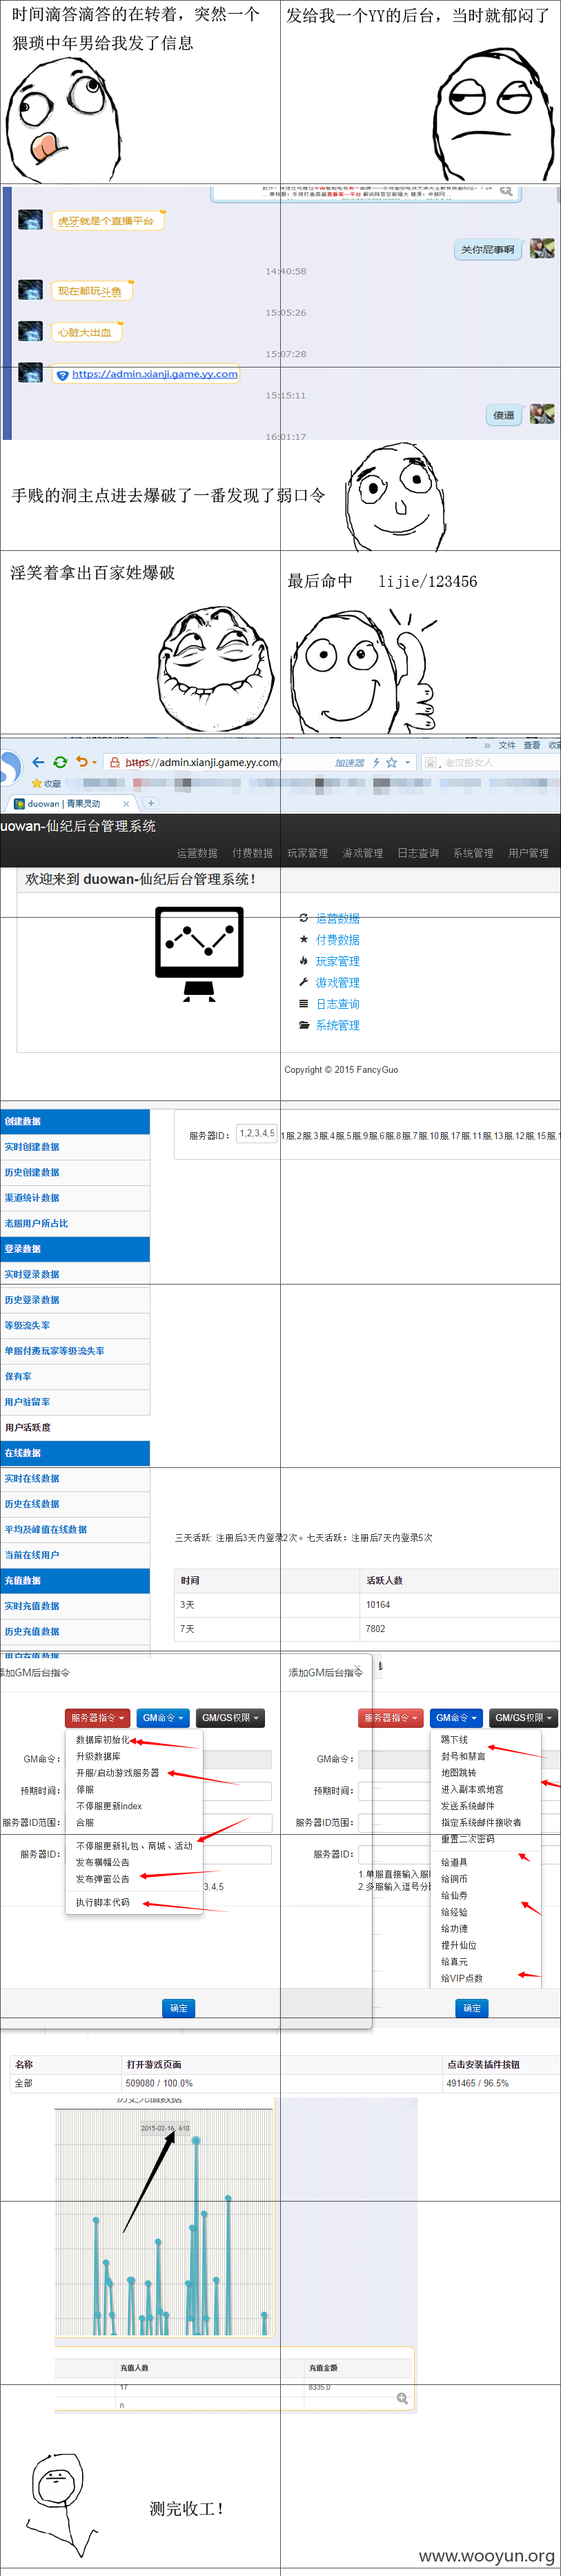 时间滴答滴答的在转着，突然一个
猥琐中年男给我发了信息
发给我一个YY的后台，当时就郁闷了
虎牙就是个直播平台
关你屁事啊
14:40:58
现在都玩斗鱼
15:05:26
心脏大出血
15:07:28
https://admin.xianji.game.yy.com
15:15:11
傻逼
16:01:17
手贱的洞主点进去爆破了一番发现了弱口令
淫笑着拿出百家姓爆破
最后命中 lijie/123456
» 文件 查看 收藏
https://admin.xianji.game.yy.com/
加速器
老汉扮女人
收藏
duowan | 青果灵动
uowan-仙纪后台管理系统
运营数据 付费数据 玩家管理 游戏管理 日志查询 系统管理 用户管理
欢迎来到 duowan-仙纪后台管理系统！
运营数据
付费数据
玩家管理
游戏管理
日志查询
系统管理
Copyright © 2015 FancyGuo
创建数据
实时创建数据
历史创建数据
渠道统计数据
老服用户所占比
登录数据
实时登录数据
历史登录数据
等级流失率
单服付费玩家等级流失率
保有率
用户驻留率
用户活跃度
在线数据
实时在线数据
历史在线数据
平均及峰值在线数据
当前在线用户
充值数据
实时充值数据
历史充值数据
用户充值数据
服务器ID： 1,2,3,4,5 1服,2服,3服,4服,5服,9服,6服,8服,7服,10服,17服,11服,13服,12服,15服,1
三天活跃: 注册后3天内登录2次。七天活跃：注册后7天内登录5次
时间 活跃人数
3天 10164
7天 7802
添加GM后台指令
服务器指令 GM命令 GM/GS权限
GM命令：
预期时间：
服务器ID范围：
服务器ID：
数据库初始化
升级数据库
开服/启动游戏服务器
停服
不停服更新index
合服
不停服更新礼包、商城、活动
发布横幅公告
发布弹窗公告
执行脚本代码
3,4,5
确定
添加GM后台指令
服务器指令 GM命令 GM/GS权限
GM命令：
预期时间：
服务器ID范围：
服务器ID：
1.单服直接输入服I
2.多服输入逗号分
踢下线
封号和禁言
地图跳转
进入副本或地宫
发送系统邮件
指定系统邮件接收者
重置二次密码
给道具
给铜币
给仙券
给经验
给功德
提升仙位
给真元
给VIP点数
确定
名称 打开游戏页面 点击安装插件按钮
全部 509080 / 100.0% 491465 / 96.5%
历史充值数据
2015-02-16, 610
充值人数 充值金额
17 8335.0
n
测完收工！
www.wooyun.org